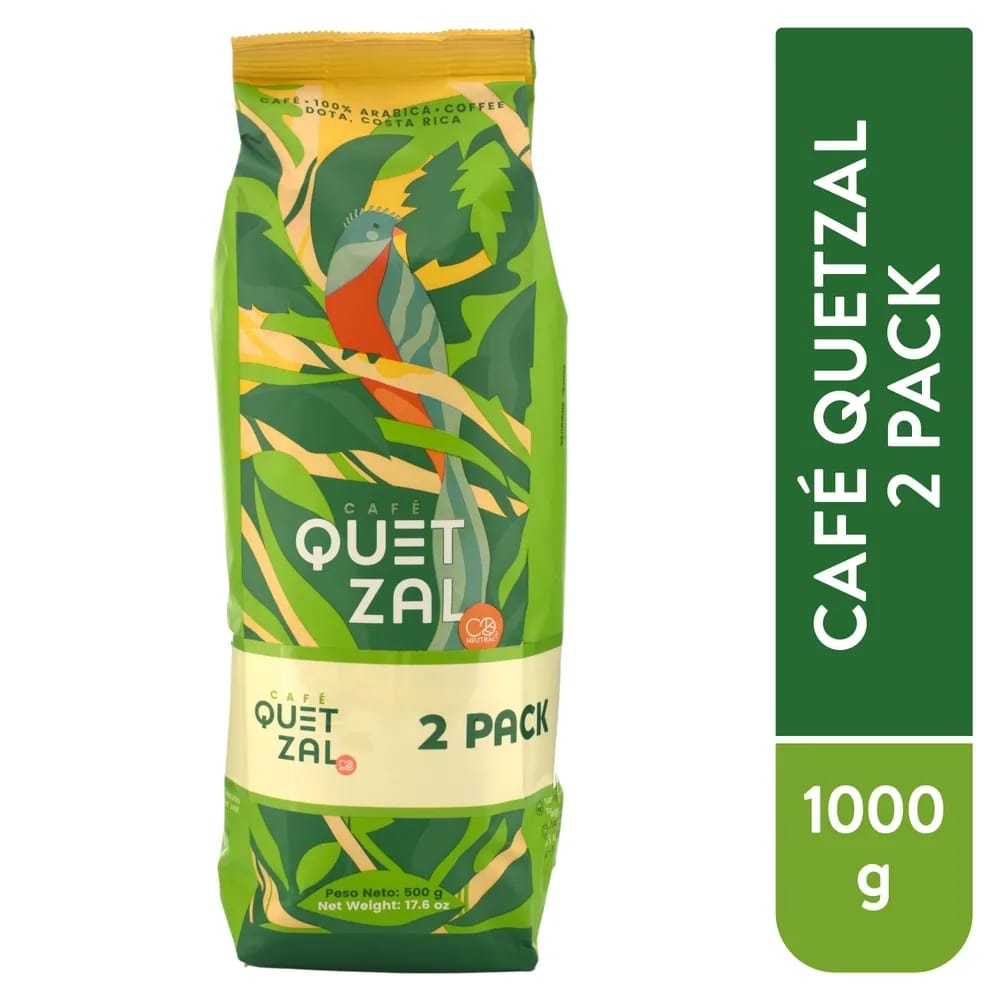 CAFÉ • 100% ARABICA • COFFEE
DOTA, COSTA RICA
CAFÉ
QUET
ZAL
CO2
NEUTRAL
CAFÉ
QUET
ZAL
2 PACK
Peso Neto: 500 g
Net Weight: 17.6 oz
CAFÉ QUETZAL
2 PACK
1000
g